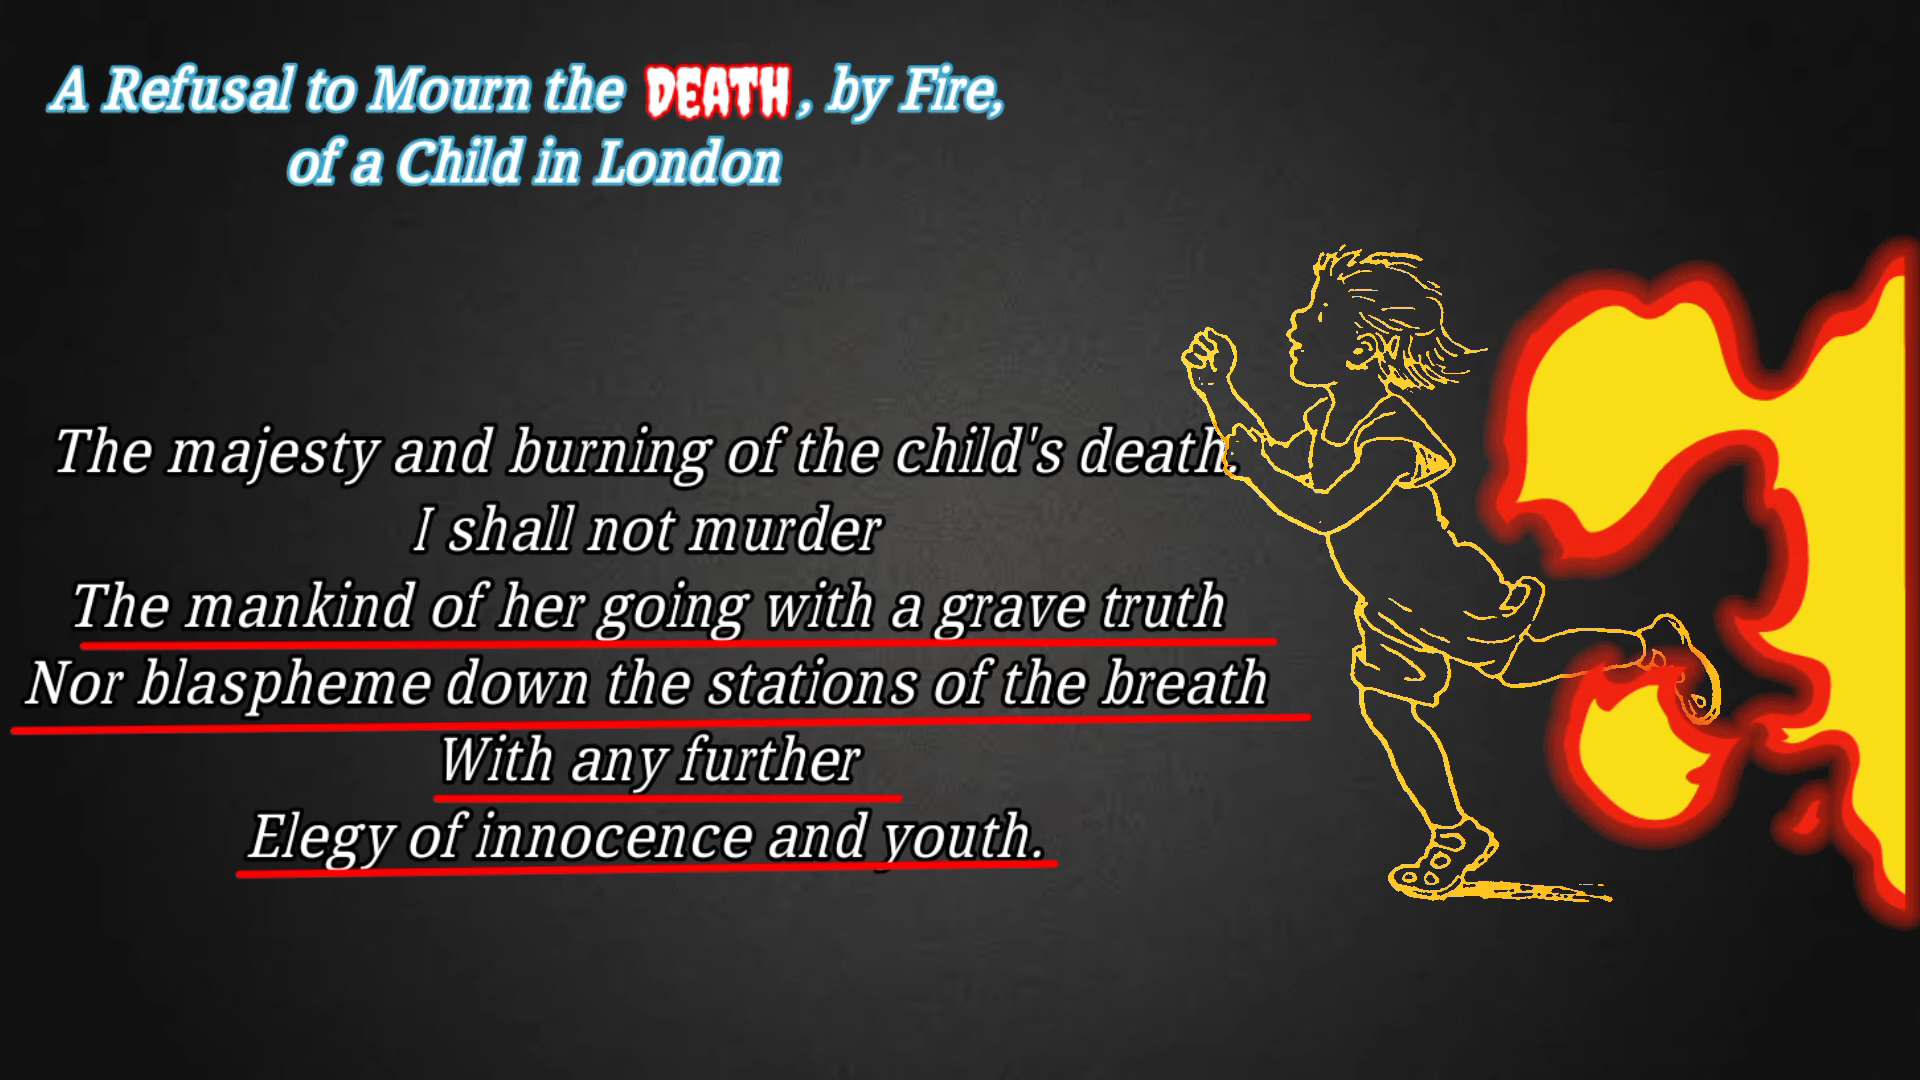 A Refusal to Mourn the DEATH, by Fire,
of a Child in London
The majesty and burning of the child's death.
I shall not murder
The mankind of her going with a grave truth
Nor blaspheme down the stations of the breath
With any further
Elegy of innocence and youth.